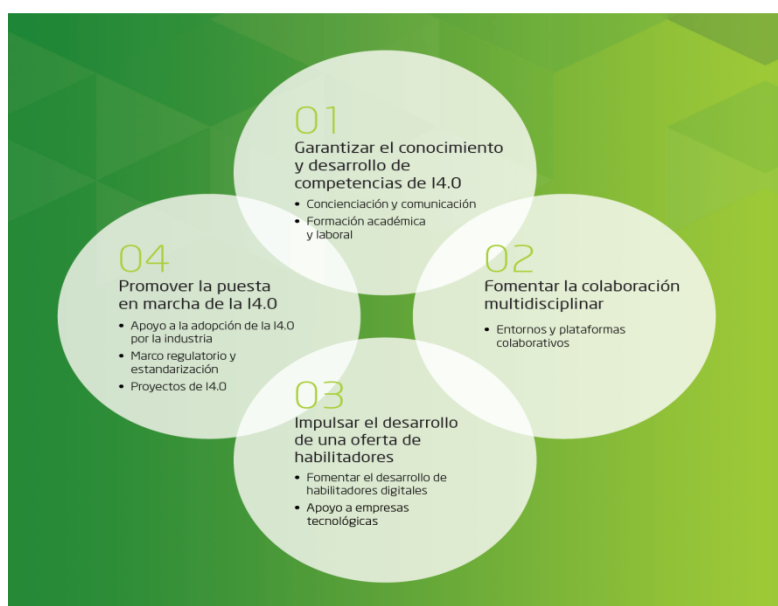 01
Garantizar el conocimiento
y desarrollo de
competencias de I4.0
• Concienciación y comunicación
• Formación académica
y laboral
02
Fomentar la colaboración
multidisciplinar
• Entornos y plataformas
colaborativos
03
Impulsar el desarrollo
de una oferta de
habilitadores
• Fomentar el desarrollo de
habilitadores digitales
• Apoyo a empresas
tecnológicas
04
Promover la puesta
en marcha de la I4.0
• Apoyo a la adopción de la I4.0
por la industria
• Marco regulatorio y
estandarización
• Proyectos de I4.0